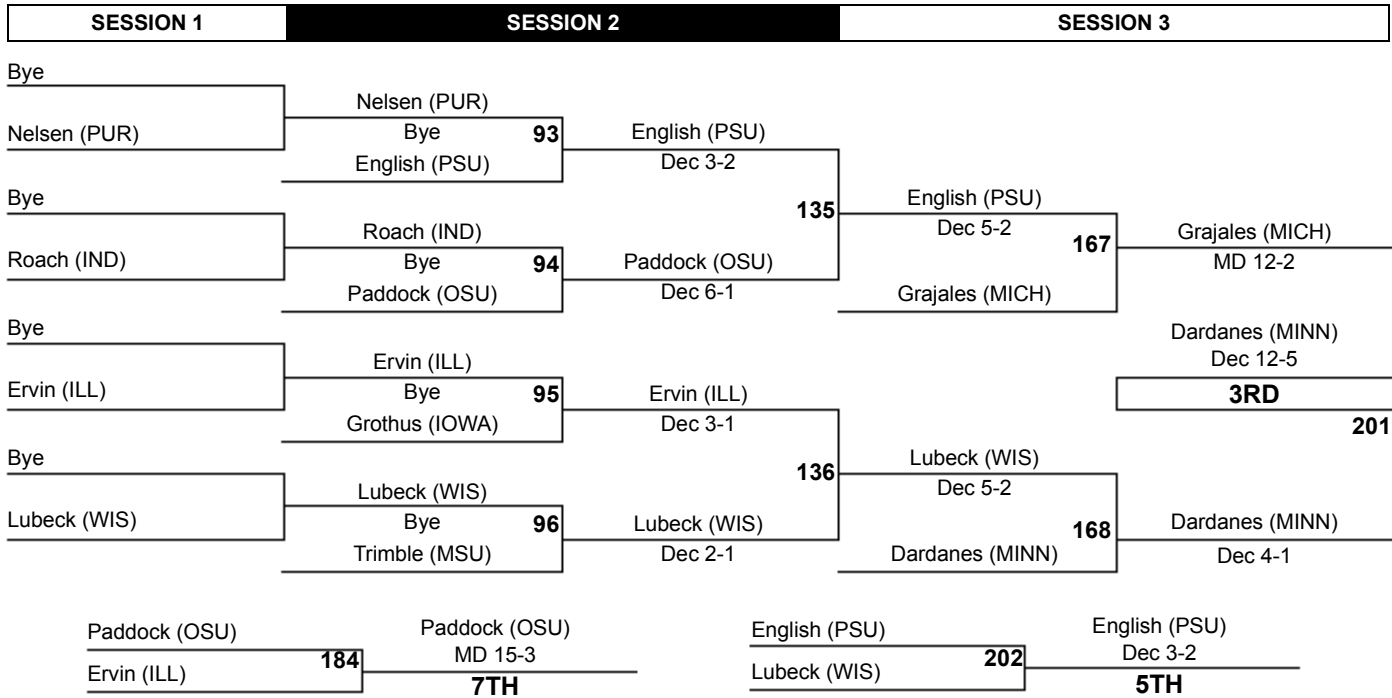 SESSION 1 SESSION 2 SESSION 3
Bye
Nelsen (PUR)
Nelsen (PUR)
Bye 93
English (PSU)
English (PSU)
Dec 3-2
Bye
Roach (IND)
Roach (IND)
Bye 94
Paddock (OSU)
Paddock (OSU)
Dec 6-1
135
English (PSU)
Dec 5-2
167
Grajales (MICH)
Grajales (MICH)
MD 12-2
Bye
Ervin (ILL)
Ervin (ILL)
Bye 95
Grothus (IOWA)
Ervin (ILL)
Dec 3-1
Bye
Lubeck (WIS)
Lubeck (WIS)
Bye 96
Trimble (MSU)
Lubeck (WIS)
Dec 2-1
136
Lubeck (WIS)
Dec 5-2
168
Dardanes (MINN)
Dardanes (MINN)
Dec 4-1
Dardanes (MINN)
Dec 12-5
3RD
201
Paddock (OSU)
Ervin (ILL)
184
Paddock (OSU)
MD 15-3
7TH
English (PSU)
Lubeck (WIS)
202
English (PSU)
Dec 3-2
5TH